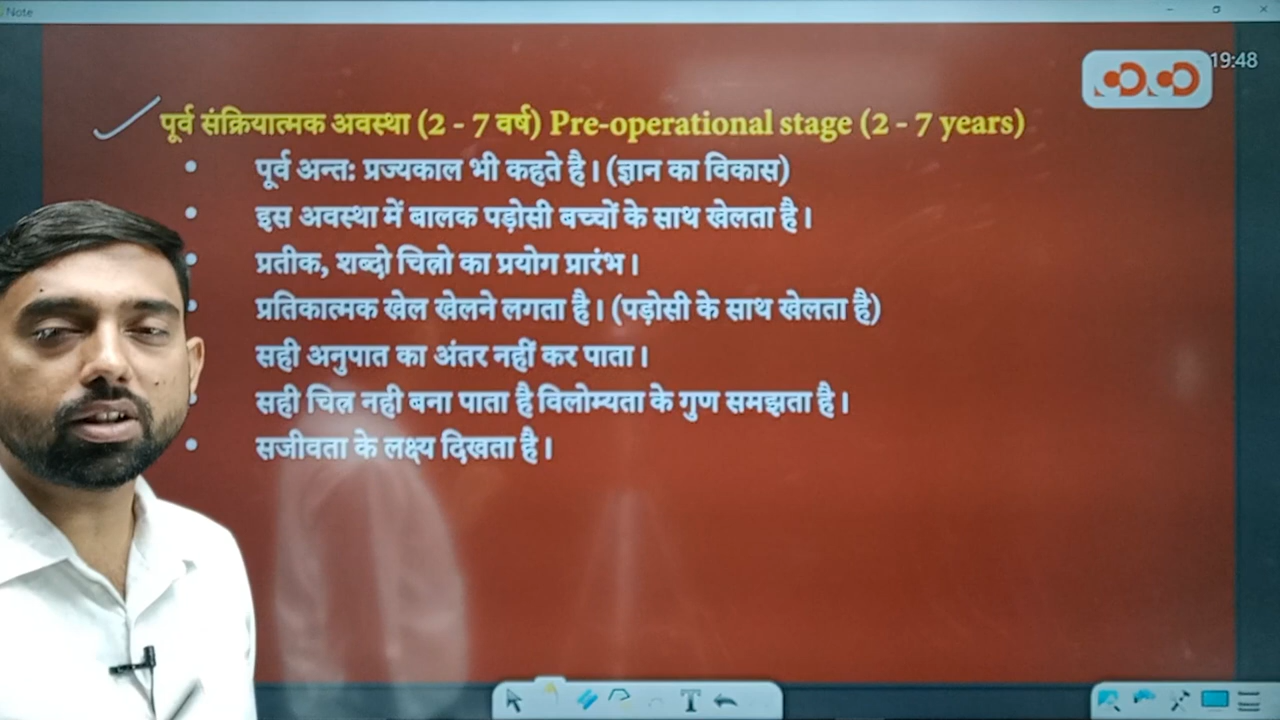 Note
19:48
पूर्व संक्रियात्मक अवस्था (2 - 7 वर्ष) Pre-operational stage (2 - 7 years)
• पूर्व अन्त: प्रज्यकाल भी कहते है। (ज्ञान का विकास)
• इस अवस्था में बालक पड़ोसी बच्चों के साथ खेलता है।
• प्रतीक, शब्दो चित्रो का प्रयोग प्रारंभ।
• प्रतिकात्मक खेल खेलने लगता है। (पड़ोसी के साथ खेलता है)
सही अनुपात का अंतर नहीं कर पाता।
• सही चित्र नही बना पाता है विलोम्यता के गुण समझता है।
• सजीवता के लक्ष्य दिखता है।
T